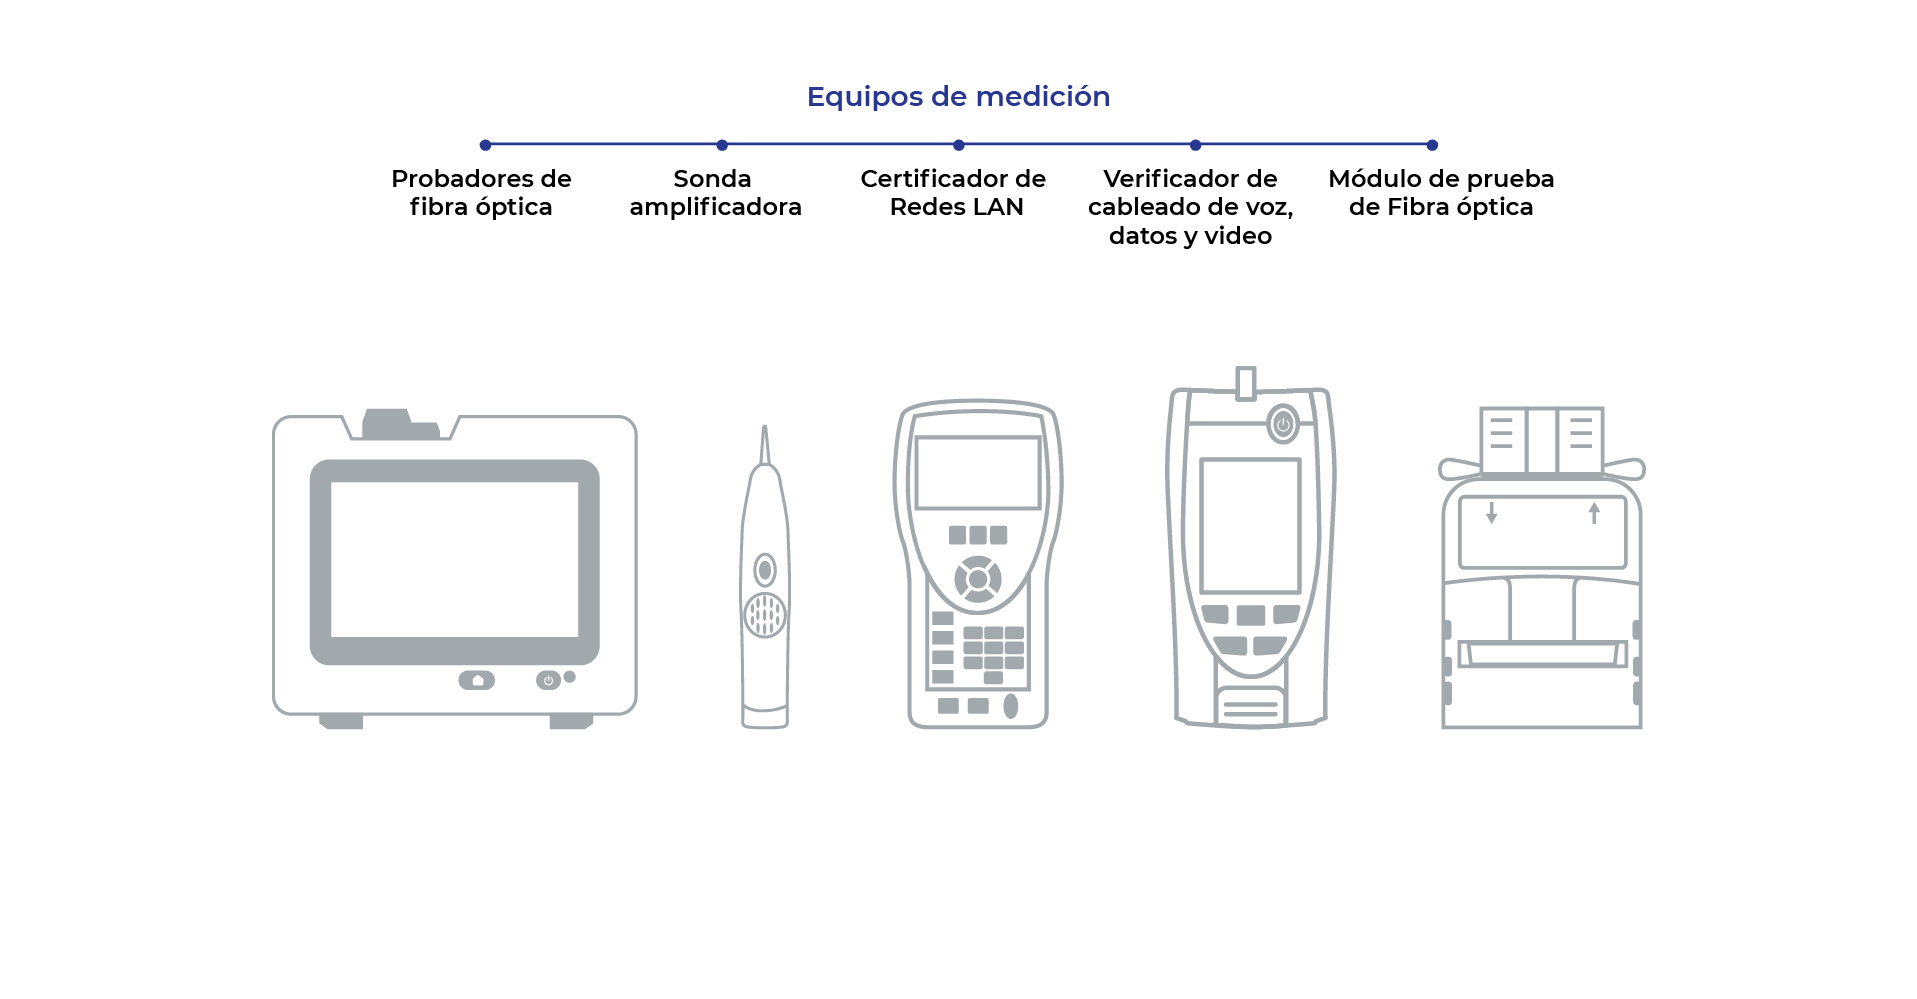 Equipos de medición
Probadores de
fibra óptica
Sonda
amplificadora
Certificador de
Redes LAN
Verificador de
cableado de voz,
datos y video
Módulo de prueba
de Fibra óptica